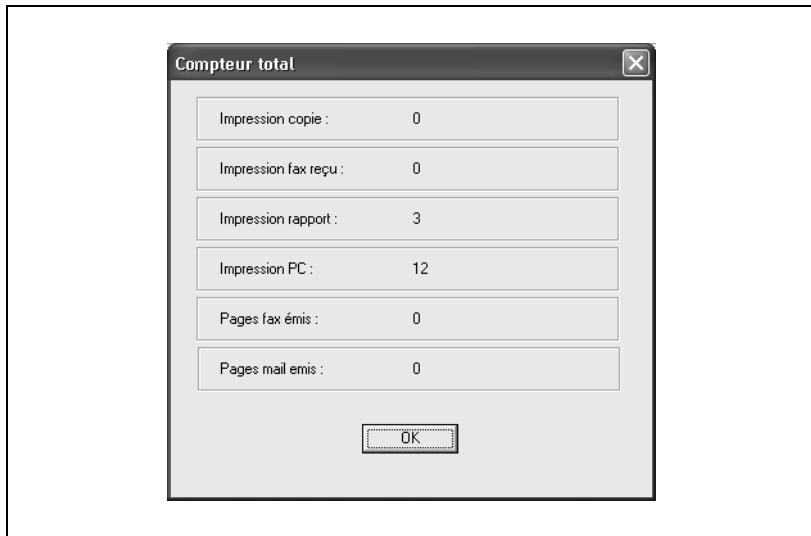 Compteur total
Impression copie : 0
Impression fax reçu : 0
Impression rapport : 3
Impression PC : 12
Pages fax émis : 0
Pages mail emis : 0
OK